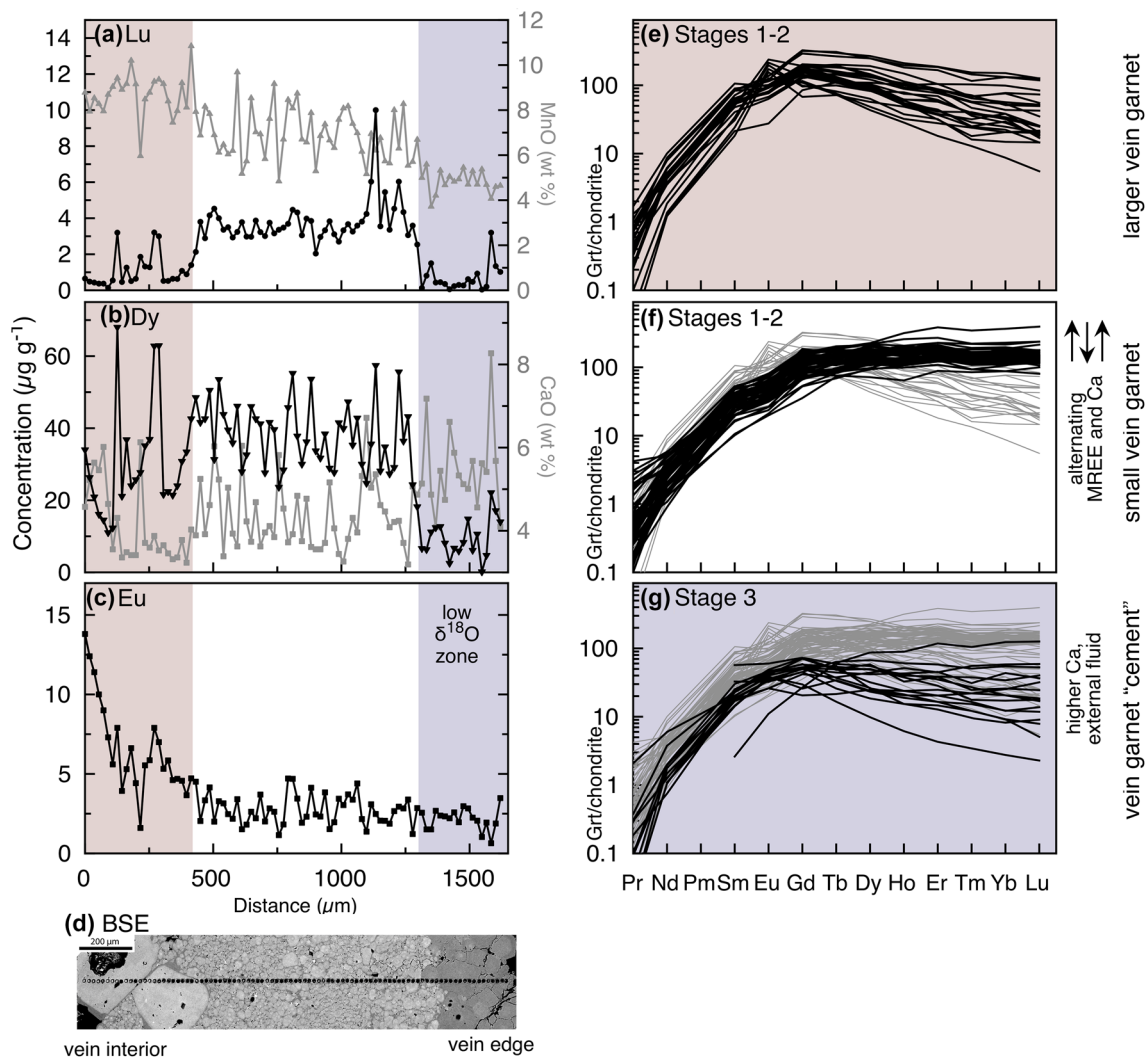 (a) Lu
14
12
10
8
6
4
2
0
12
10
8
6
4
2
0
MnO (wt %)
(b) Dy
60
40
20
0
8
6
4
CaO (wt %)
Concentration (µg g-1)
(c) Eu
15
10
5
0
low
δ18O
zone
0
500
1000
1500
Distance (µm)
(d) BSE
200 µm
vein interior
vein edge
(e) Stages 1-2
100
10
1
0.1
Grt/chondrite
larger vein garnet
(f) Stages 1-2
100
10
1
0.1
Grt/chondrite
alternating
MREE and Ca
small vein garnet
(g) Stage 3
100
10
1
0.1
Grt/chondrite
higher Ca,
external fluid
vein garnet “cement”
Pr Nd Pm Sm Eu Gd Tb Dy Ho Er Tm Yb Lu